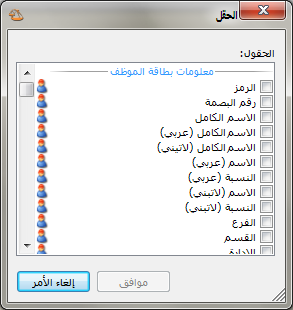 الحقل
الحقول:
معلومات بطاقة الموظف
الرمز
رقم البصمة
الاسم الكامل
الاسم الكامل (عربي)
الاسم الكامل (لاتيني)
الاسم (عربي)
النسبة (عربي)
الاسم (لاتيني)
النسبة (لاتيني)
الفرع
القسم
الإدارة
موافق
إلغاء الأمر